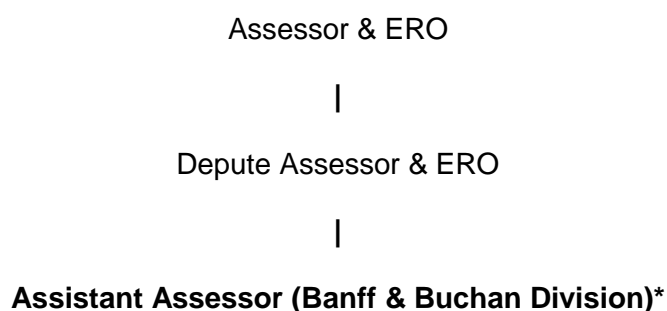 Assessor & ERO
|
Depute Assessor & ERO
|
Assistant Assessor (Banff & Buchan Division)*